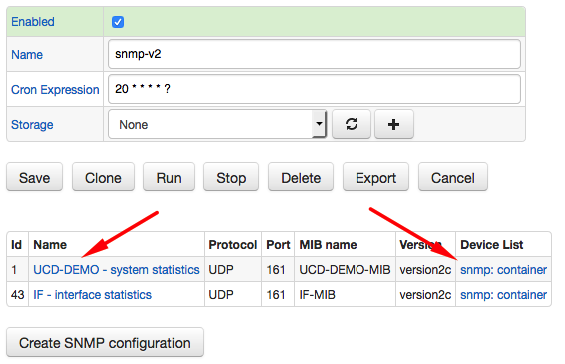 Enabled
Name snmp-v2
Cron Expression 20 * * * * ?
Storage None
Save Clone Run Stop Delete Export Cancel
Id Name Protocol Port MIB name Version Device List
1 UCD-DEMO - system statistics UDP 161 UCD-DEMO-MIB version2c snmp: container
43 IF - interface statistics UDP 161 IF-MIB version2c snmp: container
Create SNMP configuration